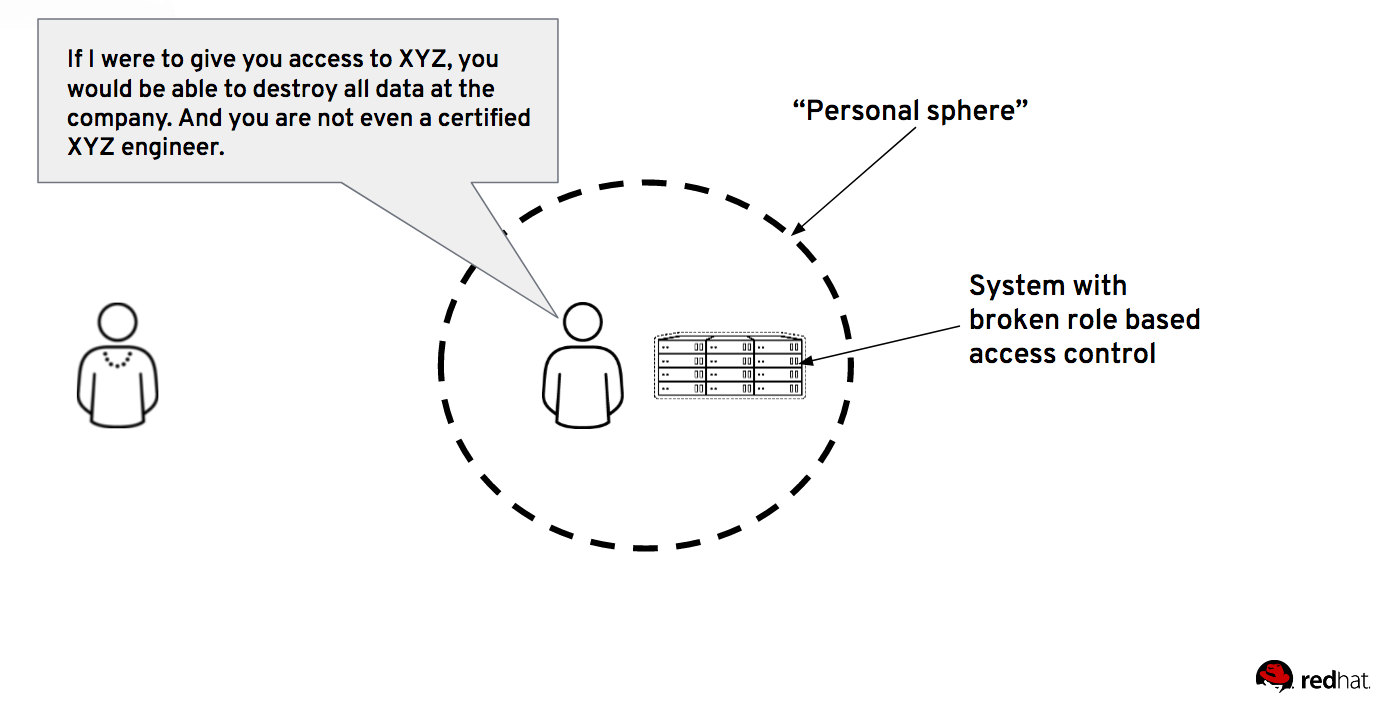 If I were to give you access to XYZ, you
would be able to destroy all data at the
company. And you are not even a certified
XYZ engineer.
“Personal sphere”
System with
broken role based
access control
redhat.